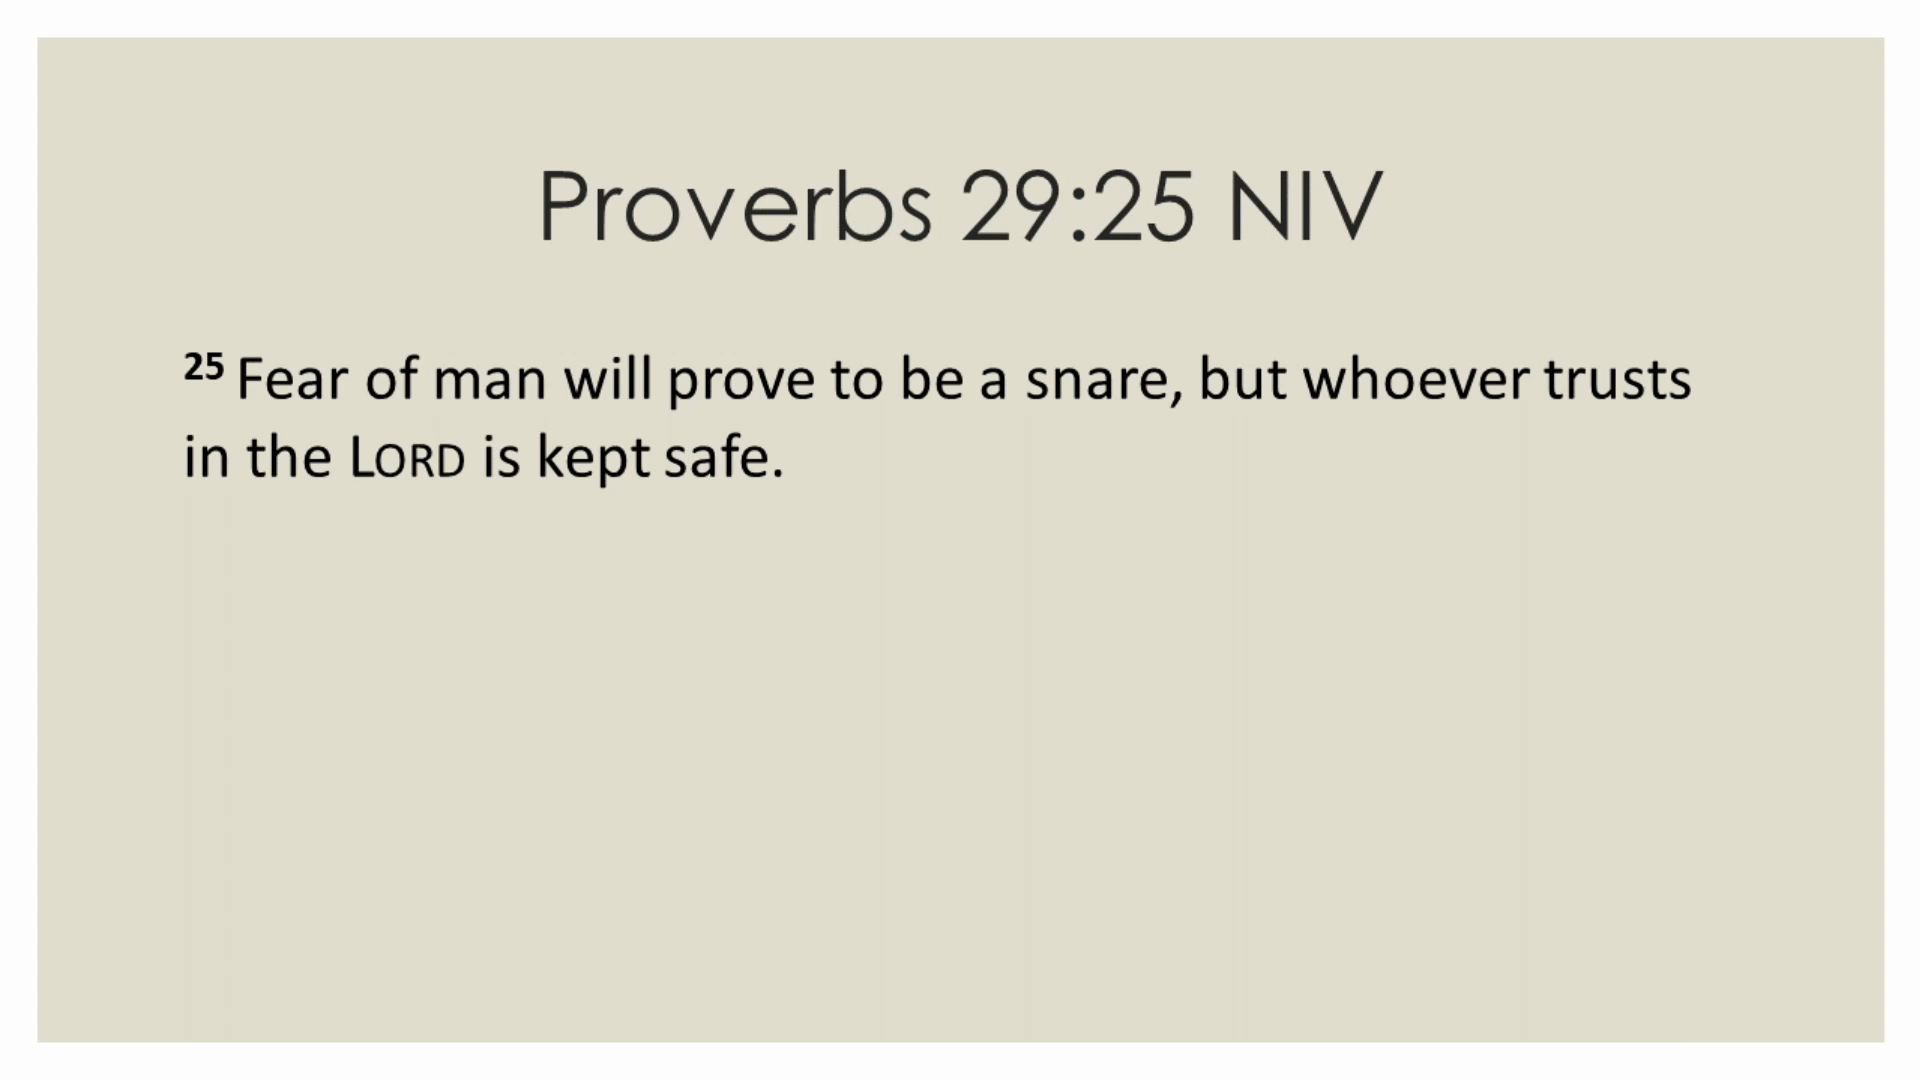 Proverbs 29:25 NIV
25 Fear of man will prove to be a snare, but whoever trusts
in the LORD is kept safe.